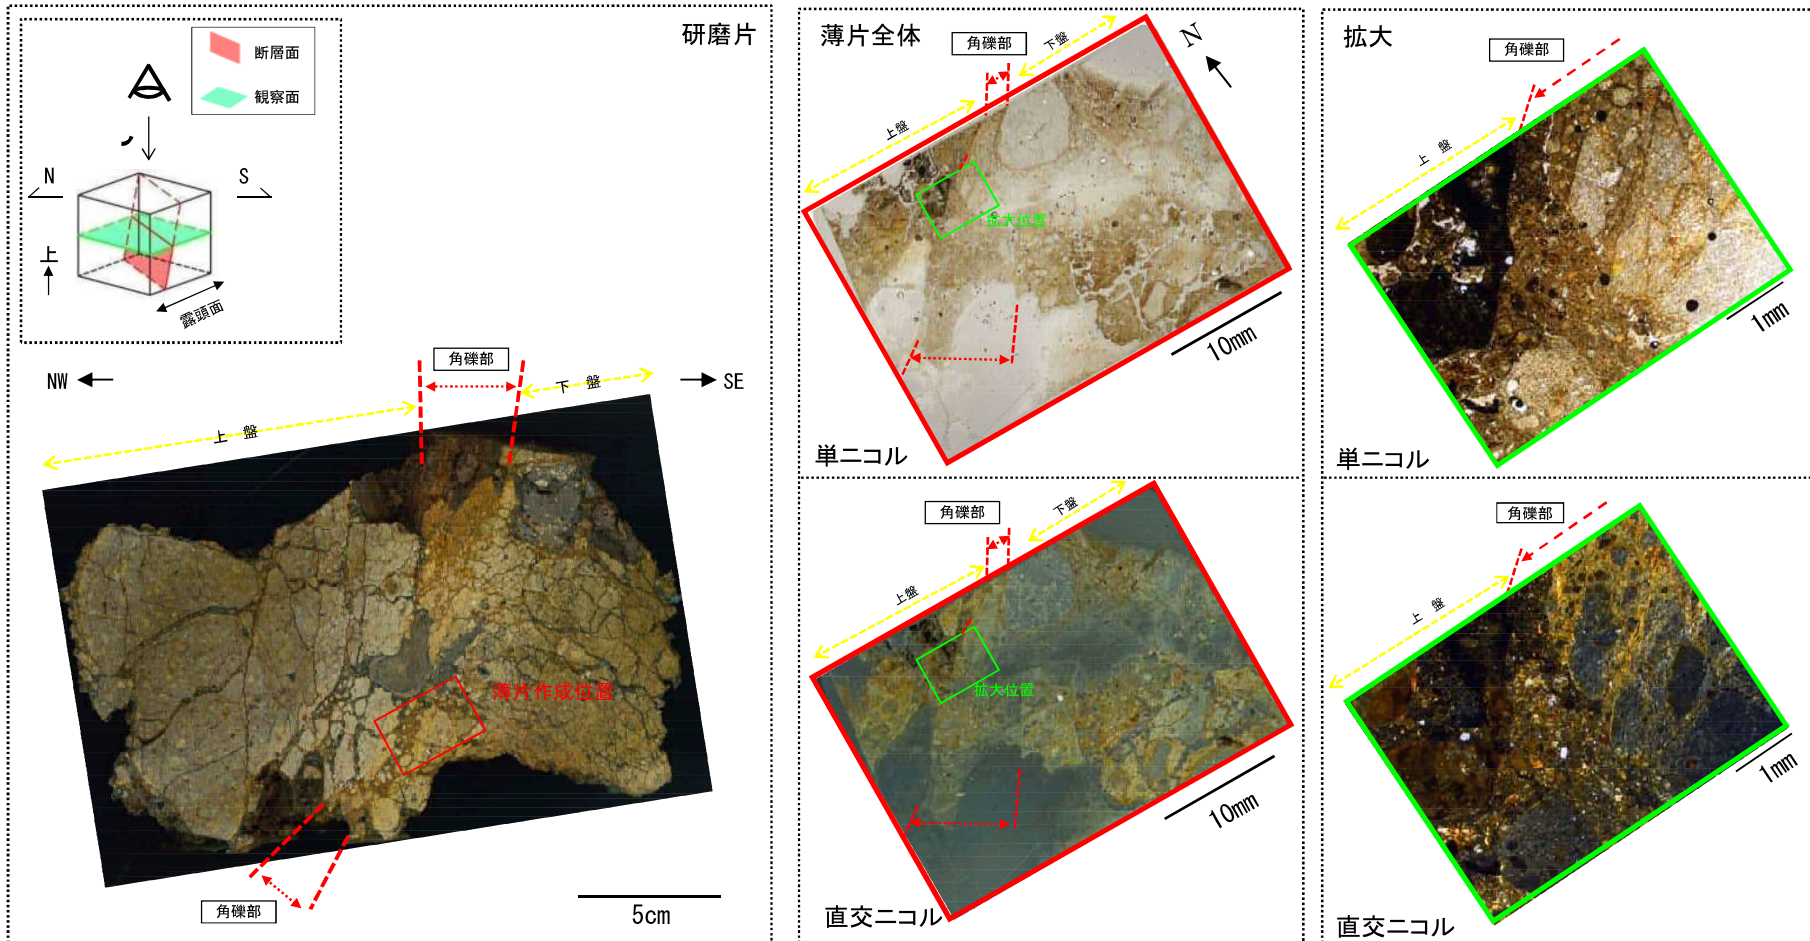 研磨片
断層面
観察面
N
S
上
露頭面
角礫部
NW
SE
上 盤
下 盤
薄片作成位置
角礫部
5cm
薄片全体
角礫部
下盤
N
上盤
拡大位置
10mm
単ニコル
角礫部
下盤
上盤
拡大位置
10mm
直交ニコル
拡大
角礫部
上 盤
1mm
単ニコル
角礫部
上 盤
1mm
直交ニコル